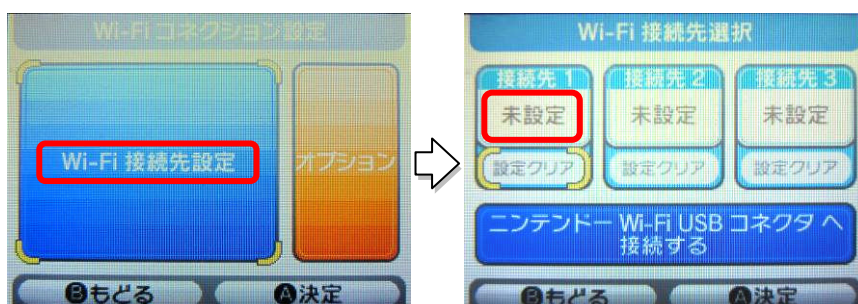 Wi-Fi コネクション設定
Wi-Fi 接続先設定
オプション
Ⓑもどる
Ⓐ決定
Wi-Fi 接続先選択
接続先 1
接続先 2
接続先 3
未設定
未設定
未設定
設定クリア
設定クリア
設定クリア
ニンテンドー Wi-Fi USB コネクタ へ
接続する
Ⓑもどる
Ⓐ決定